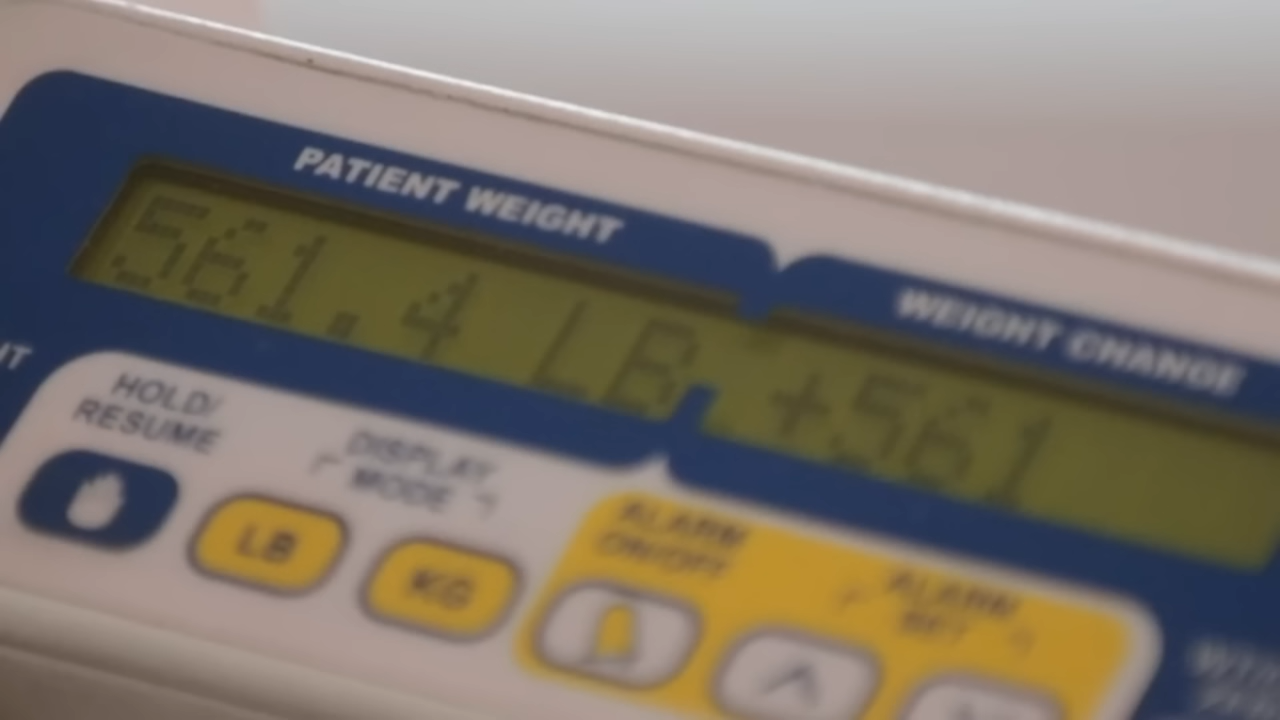 PATIENT WEIGHT
WEIGHT CHANGE
561.4 LB
+561
HOLD/
RESUME
DISPLAY
MODE
LB
KG
ALARM
ON/OFF
ALARM
SET